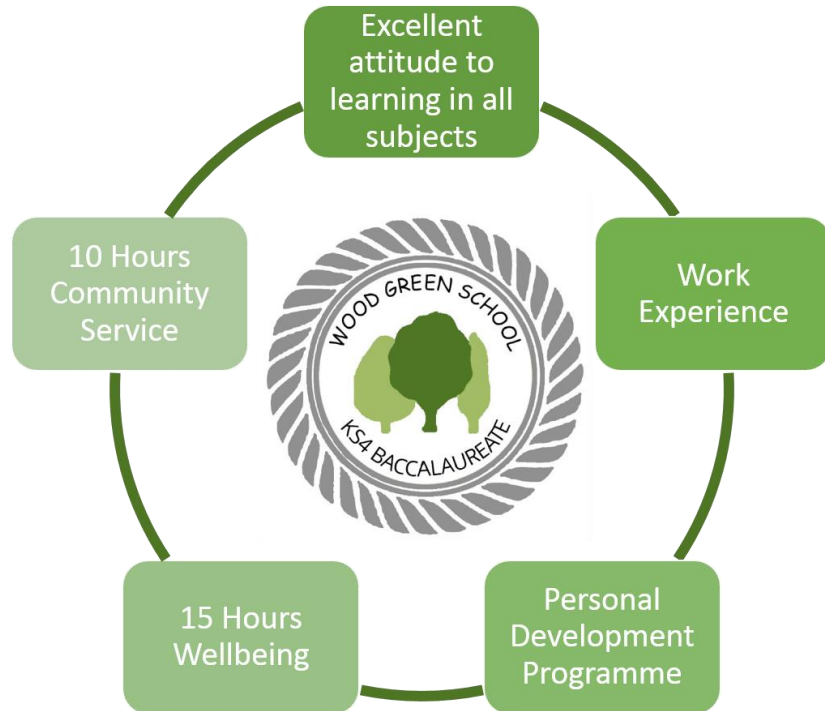 Excellent
attitude to
learning in all
subjects
Work
Experience
Personal
Development
Programme
15 Hours
Wellbeing
10 Hours
Community
Service
WOOD GREEN SCHOOL
KS4 BACCALAUREATE